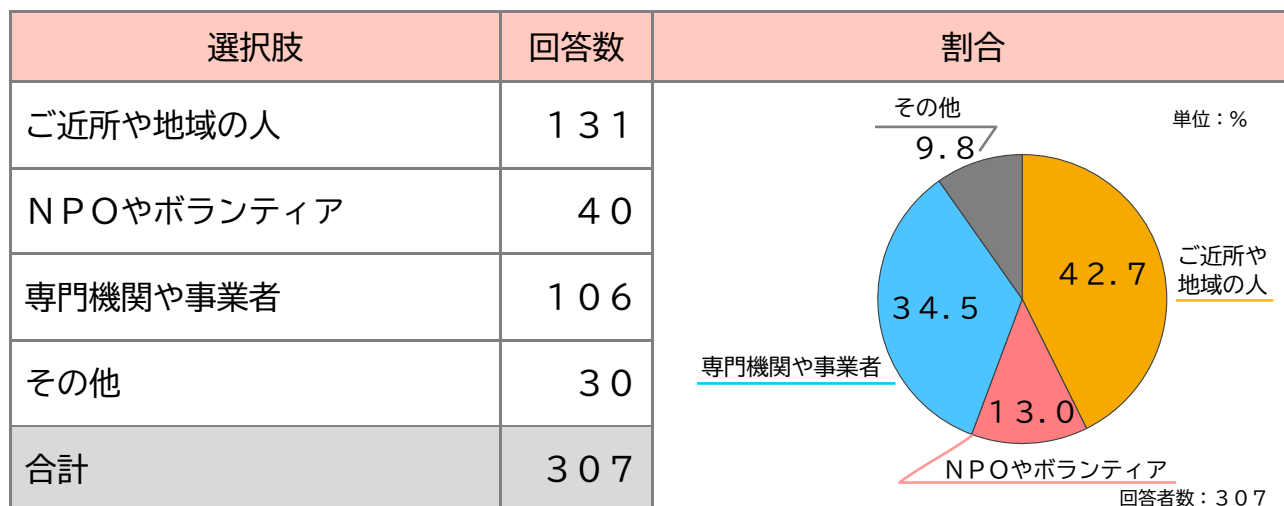 選択肢 回答数 割合
ご近所や地域の人 １３１
ＮＰＯやボランティア ４０
専門機関や事業者 １０６
その他 ３０
合計 ３０７
その他
９.８
単位：％
ご近所や
地域の人
４２.７
３４.５
専門機関や事業者
１３.０
ＮＰＯやボランティア
回答者数：３０７